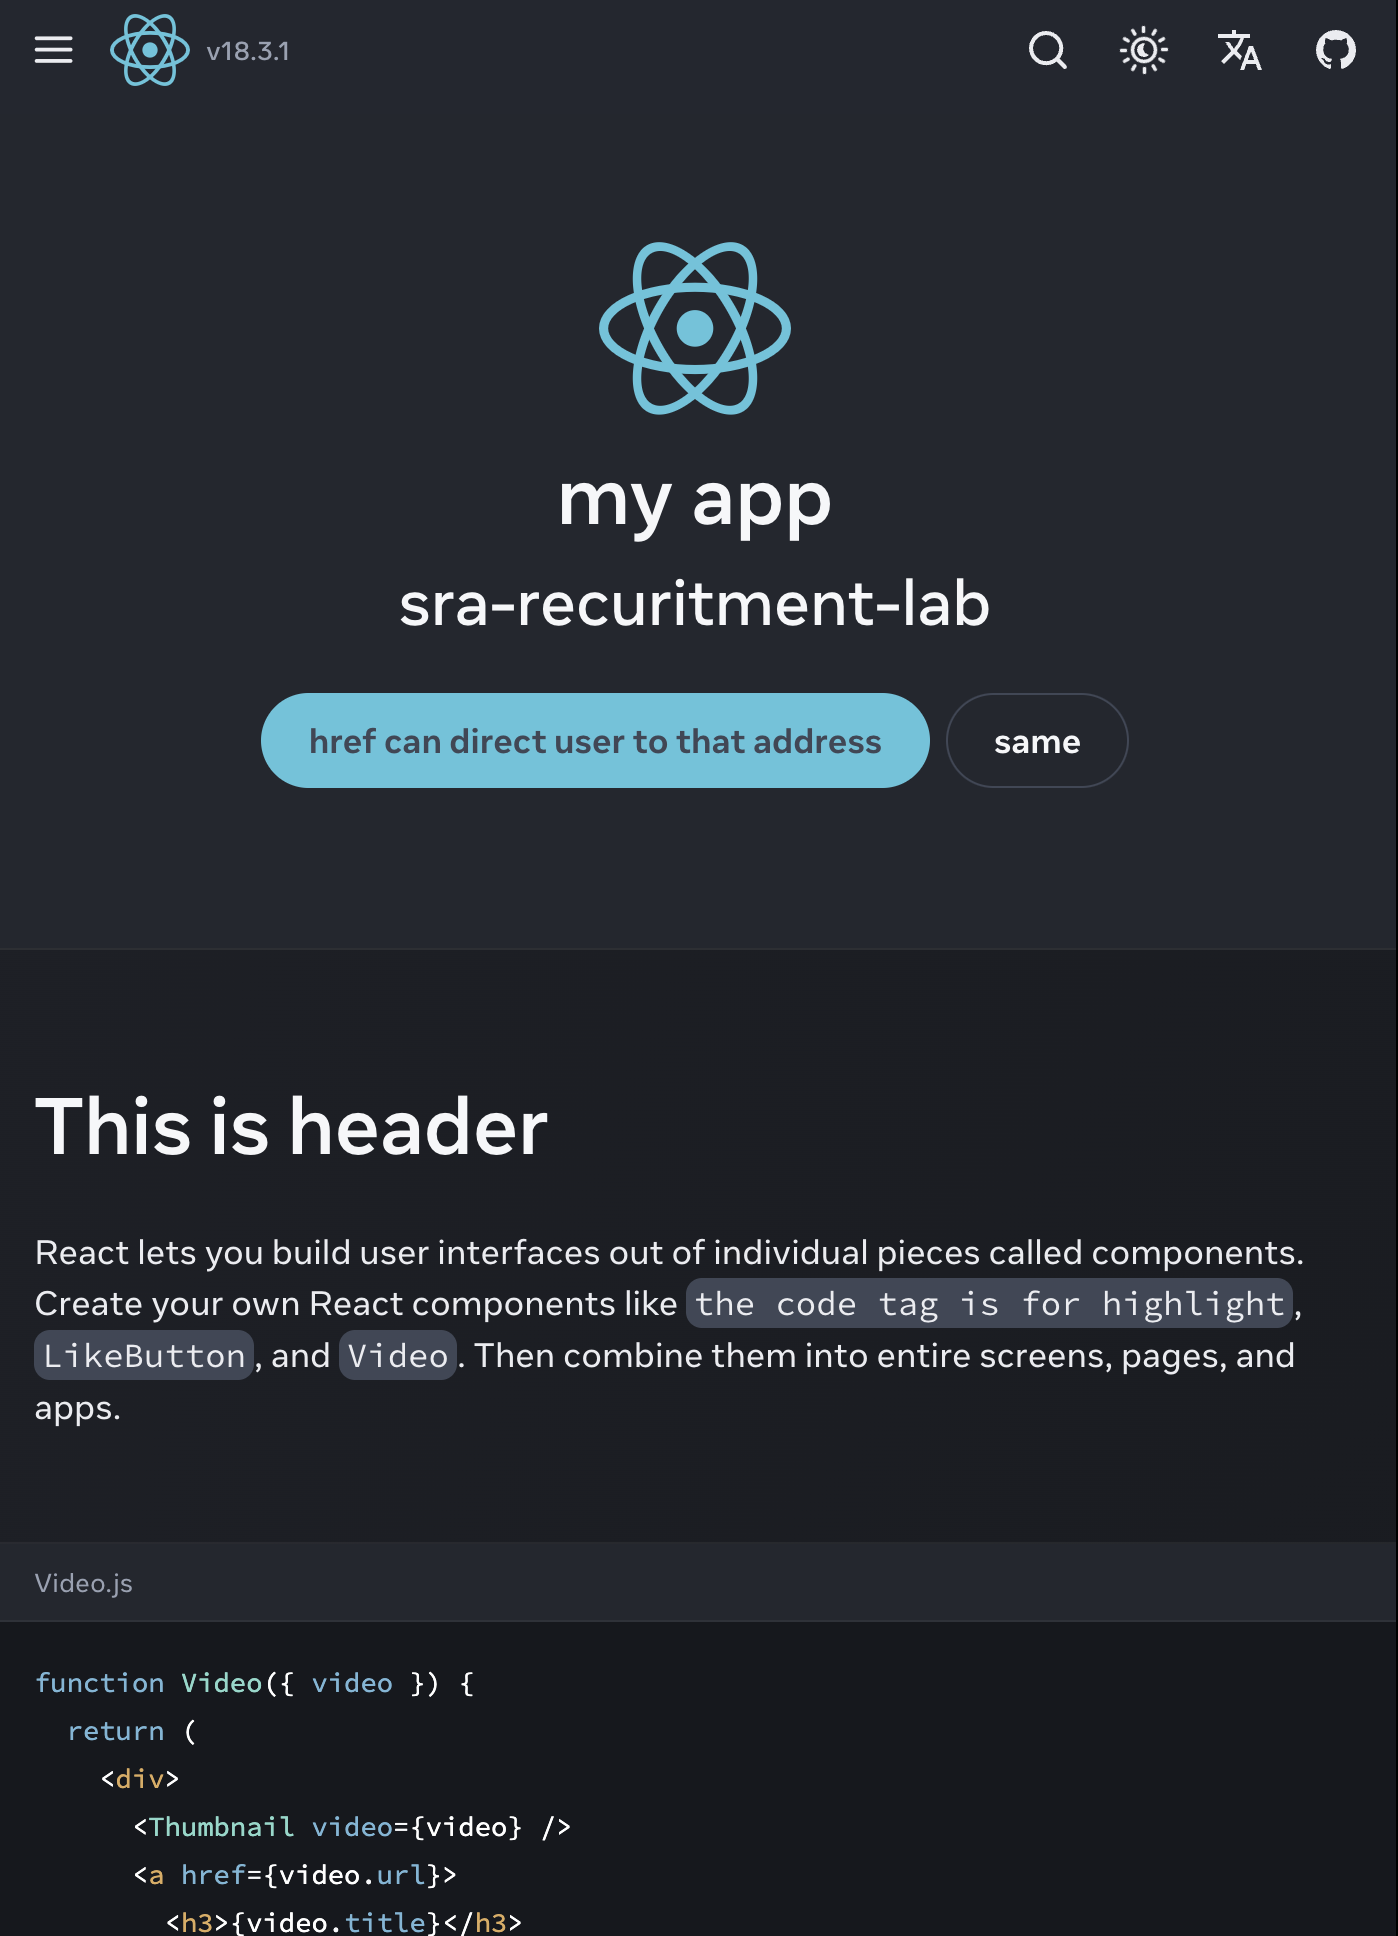 v18.3.1
my app
sra-recuritment-lab
href can direct user to that address
same
This is header
React lets you build user interfaces out of individual pieces called components.
Create your own React components like the code tag is for highlight,
LikeButton, and Video. Then combine them into entire screens, pages, and
apps.
Video.js
function Video({ video }) {
  return (
    <div>
      <Thumbnail video={video} />
      <a href={video.url}>
        <h3>{video.title}</h3>